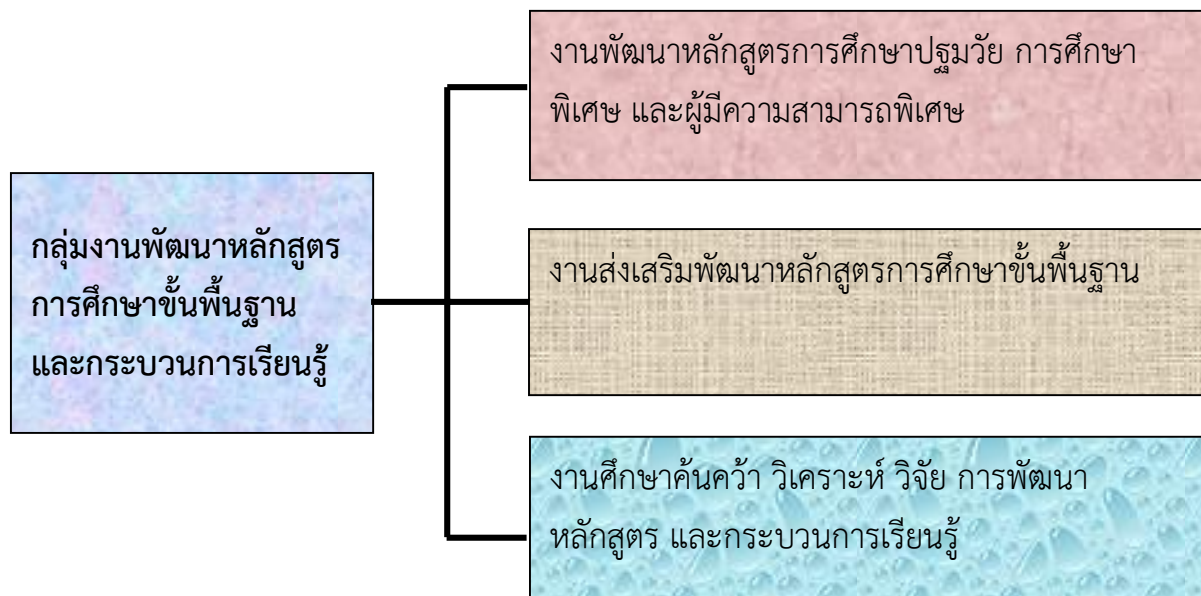 งานพัฒนาหลักสูตรการศึกษาปฐมวัย การศึกษา
พิเศษ และผู้มีความสามารถพิเศษ
กลุ่มงานพัฒนาหลักสูตร
การศึกษาขั้นพื้นฐาน
และกระบวนการเรียนรู้
งานส่งเสริมพัฒนาหลักสูตรการศึกษาขั้นพื้นฐาน
งานศึกษาค้นคว้า วิเคราะห์ วิจัย การพัฒนา
หลักสูตร และกระบวนการเรียนรู้